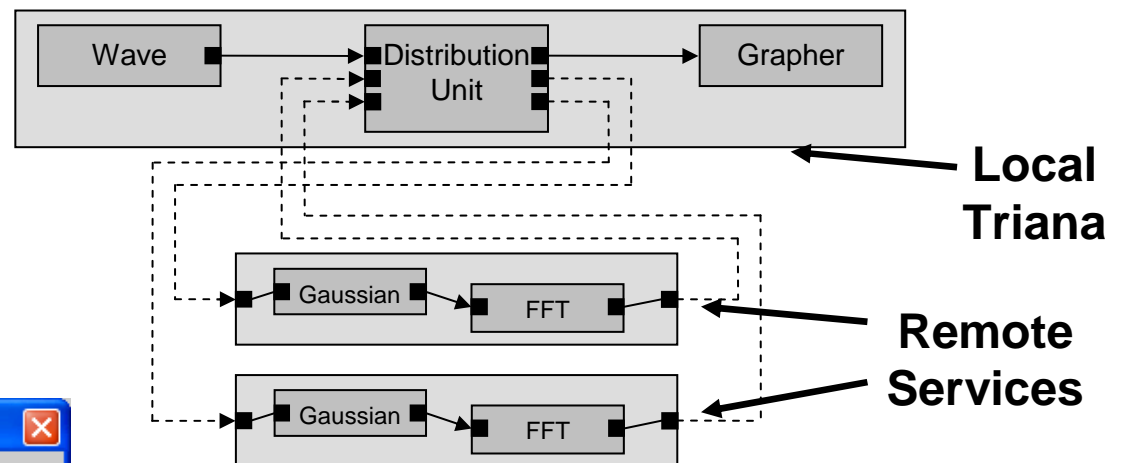 Wave
Distribution
Unit
Grapher
Local
Triana
Gaussian
FFT
Remote
Services
Gaussian
FFT